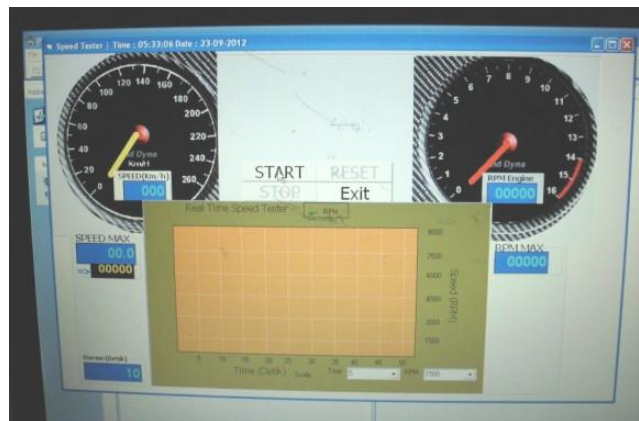 Speed Tester | Time : 05:33:06 Date : 23-09-2012
0 20 40 60 80 100 120 140 160 180 200 220 240 260
Km/H
SPEED(Km/h)
000
START RESET
STOP Exit
0 1 2 3 4 5 6 7 8 9 10 11 12 13 14 15 16
Dyme
RPM Engine
00000
Real Time Speed Tester
RPM
SPEED MAX
00.0
00000
RPM MAX
00000
9000
7500
6000
4500
3000
1500
Speed (RPM)
5 10 15 20 25 30 35 40 45 50
Time (Detik)
Scale Time 5 RPM 1500
Durasi (Detik)
10